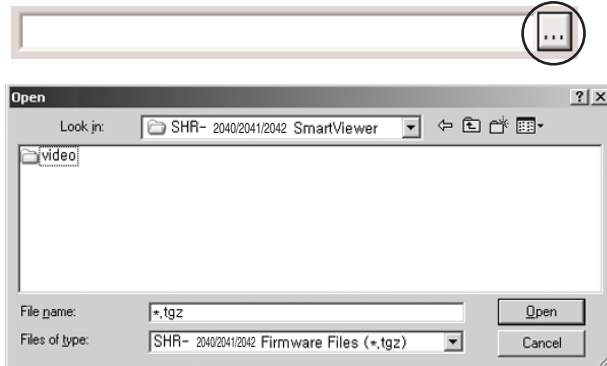 ...
Open
Look in: SHR- 2040/2041/2042 SmartViewer
video
File name: *.tgz Open
Files of type: SHR- 2040/2041/2042 Firmware Files (*.tgz) Cancel